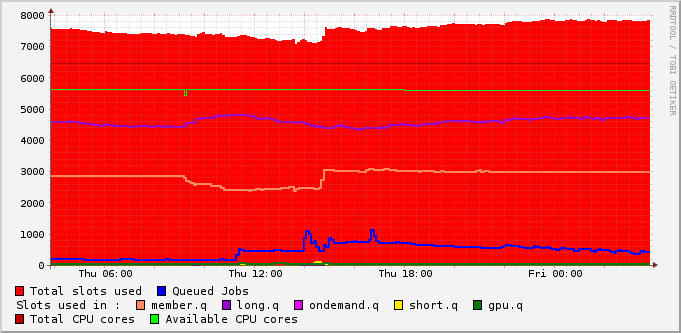 8000
7000
6000
5000
4000
3000
2000
1000
0
Thu 06:00 Thu 12:00 Thu 18:00 Fri 00:00
RRDTOOL / TOBI OETIKER
Total slots used Queued Jobs
Slots used in : member.q long.q ondemand.q short.q gpu.q
Total CPU cores Available CPU cores